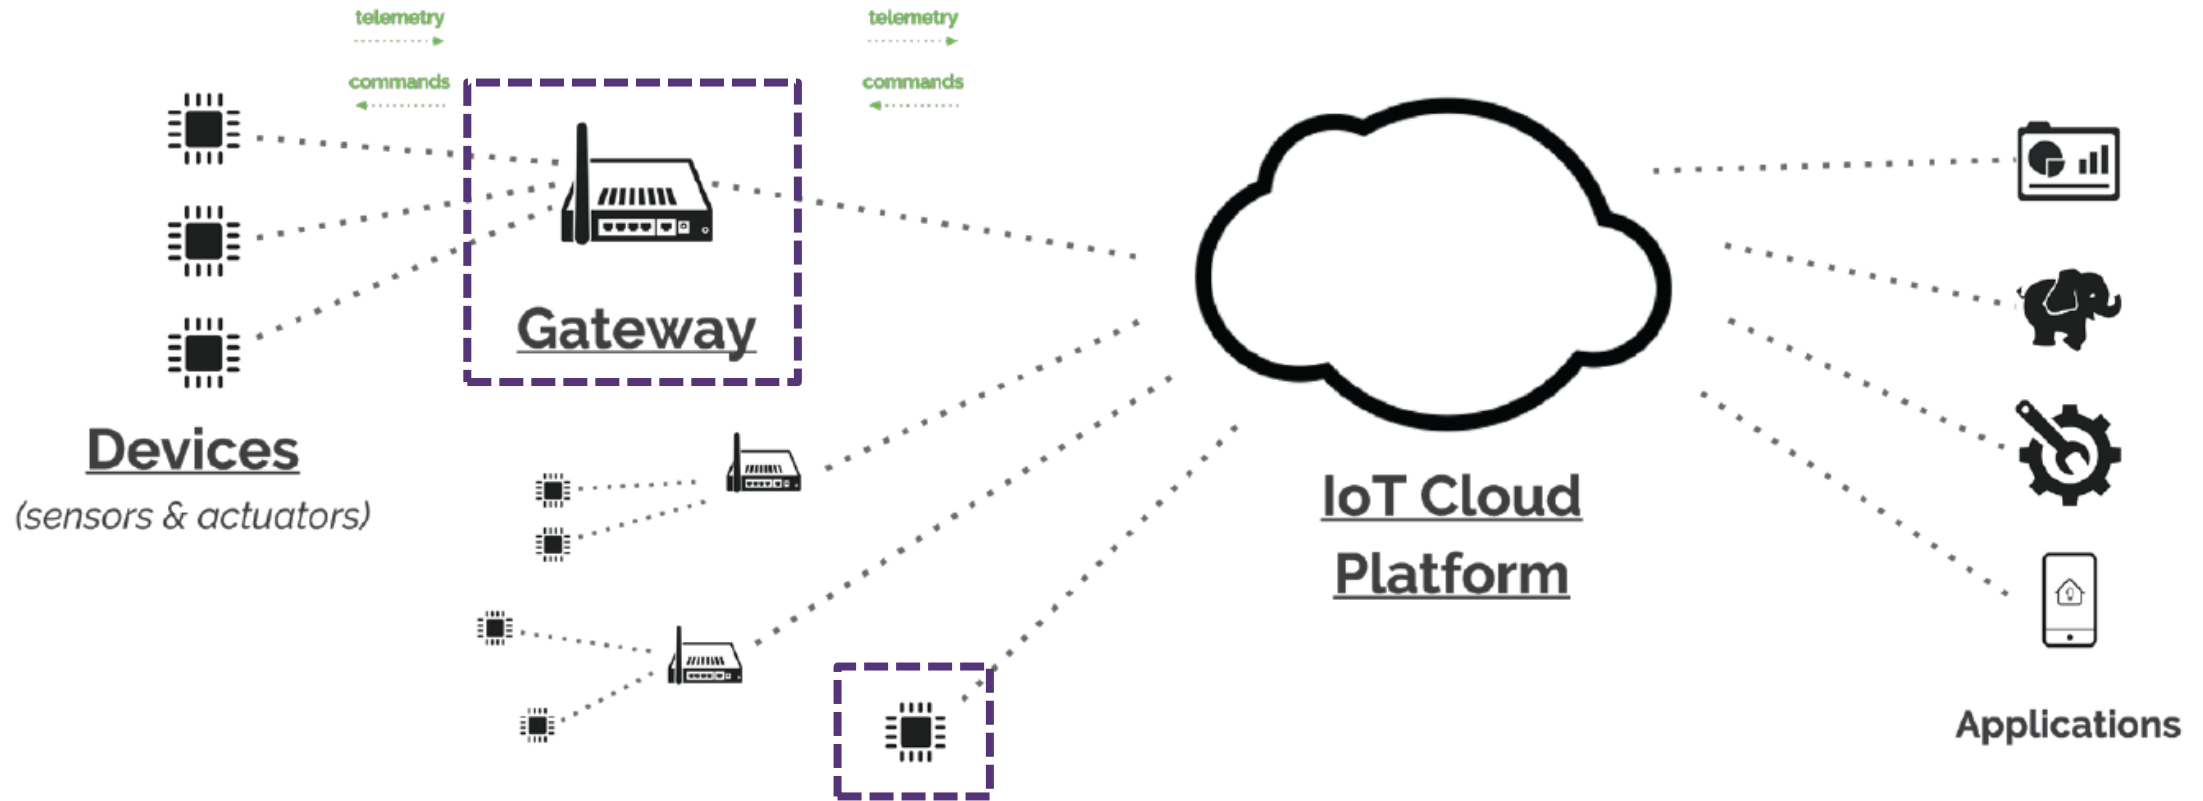 telemetry
commands
telemetry
commands
Gateway
Devices
(sensors & actuators)
IoT Cloud
Platform
Applications